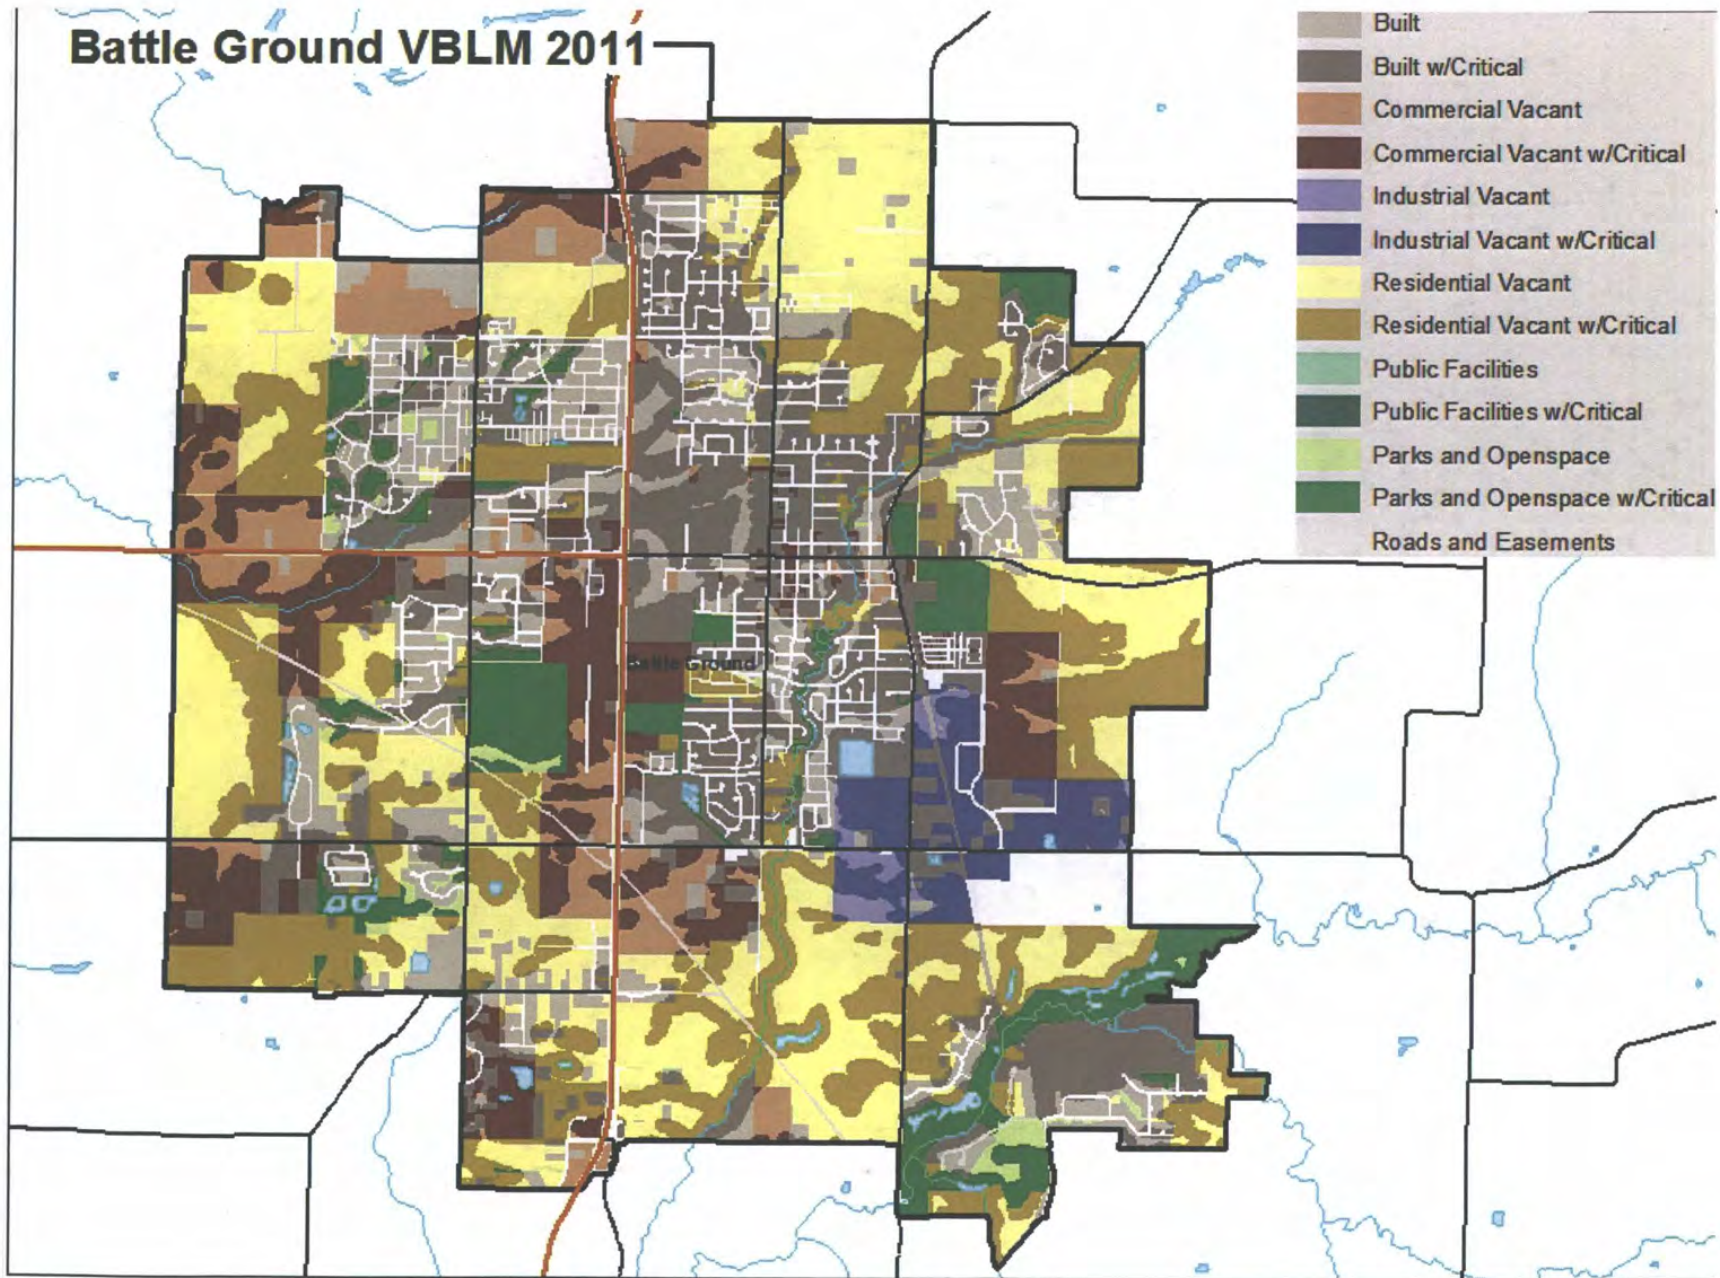 Battle Ground VBLM 2011
Built
Built w/Critical
Commercial Vacant
Commercial Vacant w/Critical
Industrial Vacant
Industrial Vacant w/Critical
Residential Vacant
Residential Vacant w/Critical
Public Facilities
Public Facilities w/Critical
Parks and Openspace
Parks and Openspace w/Critical
Roads and Easements
Battle Ground